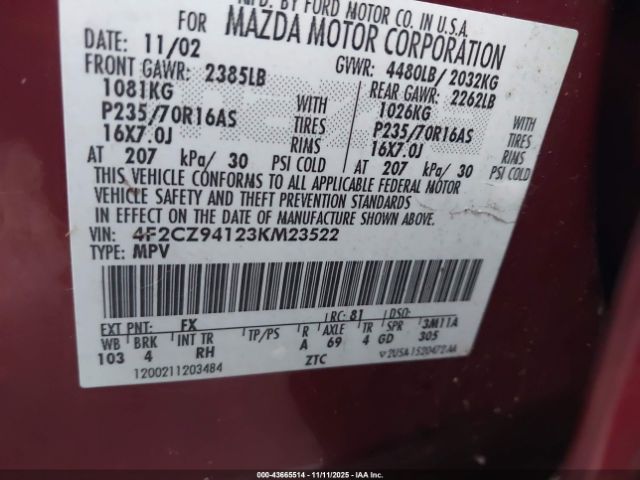 MFD. BY FORD MOTOR CO. IN U.S.A.
FOR MAZDA MOTOR CORPORATION
DATE: 11/02 GVWR: 4480LB/ 2032KG
FRONT GAWR: 2385LB REAR GAWR: 2262LB
1081KG WITH 1026KG WITH
P235/70R16AS TIRES P235/70R16AS TIRES
16X7.0J RIMS 16X7.0J RIMS
AT 207 kPa/ 30 PSI COLD AT 207 kPa/ 30 PSI COLD
THIS VEHICLE CONFORMS TO ALL APPLICABLE FEDERAL MOTOR
VEHICLE SAFETY AND THEFT PREVENTION STANDARDS
IN EFFECT ON THE DATE OF MANUFACTURE SHOWN ABOVE.
VIN: 4F2CZ94123KM23522
TYPE: MPV
EXT PNT: FX RC: 81 DSO:
WB BRK INT TR TP/PS R AXLE TR SPR 3M11A
103 4 RH A 69 4 GD 305
1200211203484 ZTC V2U5A 1520472 AA
000-43665514 - 11/11/2025 - IAAI.CA